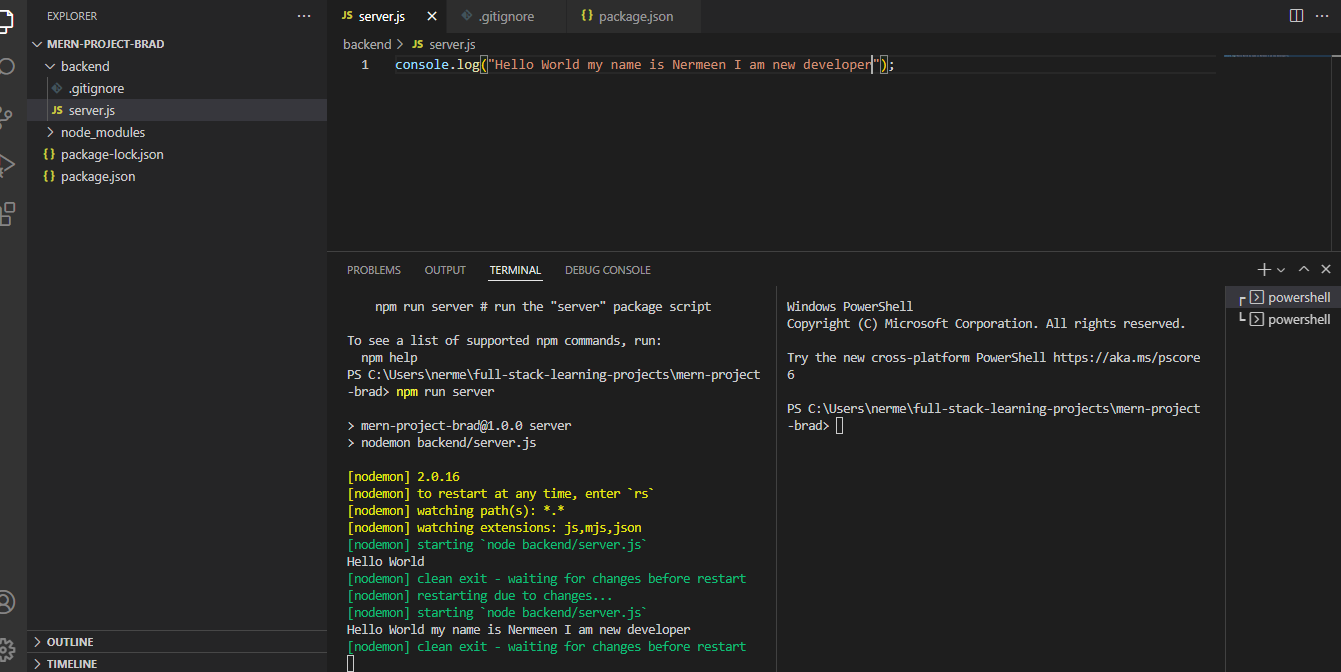 EXPLORER
MERN-PROJECT-BRAD
backend
.gitignore
JS server.js
node_modules
{} package-lock.json
{} package.json
OUTLINE
TIMELINE
JS server.js
.gitignore
{} package.json
backend > JS server.js
1 console.log("Hello World my name is Nermeen I am new developer");
PROBLEMS OUTPUT TERMINAL DEBUG CONSOLE
npm run server # run the "server" package script
To see a list of supported npm commands, run:
npm help
PS C:\Users\nerme\full-stack-learning-projects\mern-project
-brad> npm run server
> mern-project-brad@1.0.0 server
> nodemon backend/server.js
[nodemon] 2.0.16
[nodemon] to restart at any time, enter `rs`
[nodemon] watching path(s): *.*
[nodemon] watching extensions: js,mjs,json
[nodemon] starting `node backend/server.js`
Hello World
[nodemon] clean exit - waiting for changes before restart
[nodemon] restarting due to changes...
[nodemon] starting `node backend/server.js`
Hello World my name is Nermeen I am new developer
[nodemon] clean exit - waiting for changes before restart
Windows PowerShell
Copyright (C) Microsoft Corporation. All rights reserved.
Try the new cross-platform PowerShell https://aka.ms/pscore
6
PS C:\Users\nerme\full-stack-learning-projects\mern-project
-brad>
powershell
powershell